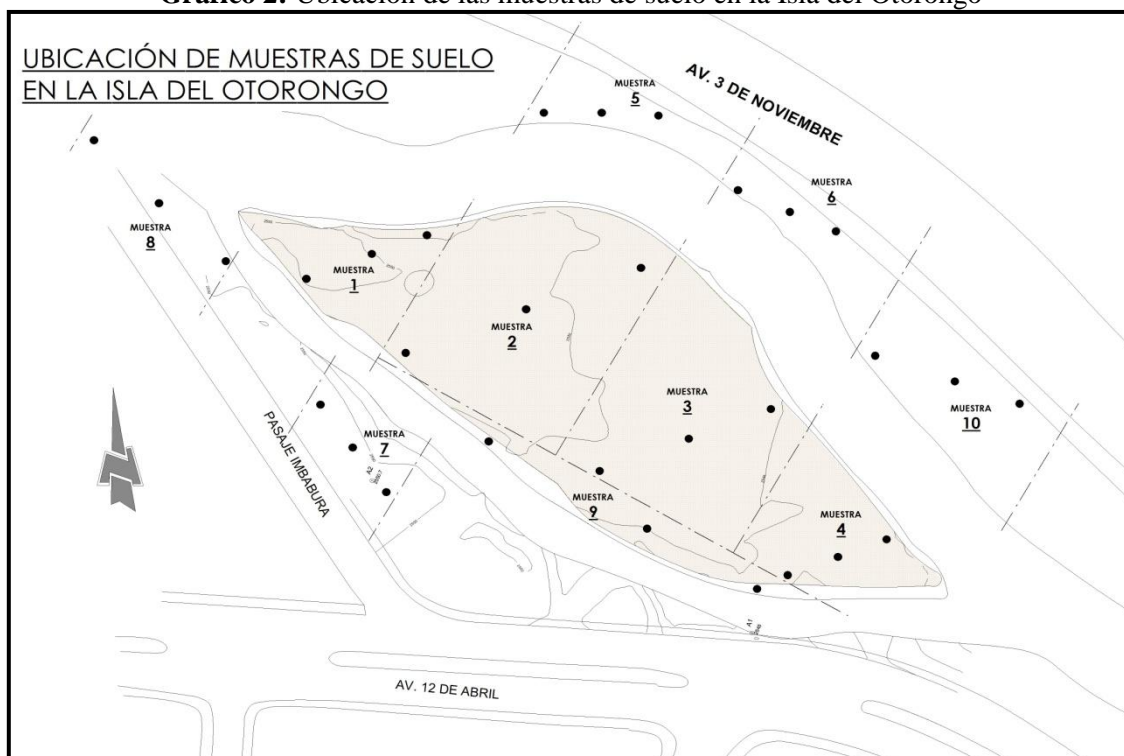 Gráfico 2: Ubicación de las muestras de suelo en la Isla del Otorongo
UBICACIÓN DE MUESTRAS DE SUELO
EN LA ISLA DEL OTORONGO
MUESTRA
5
AV. 3 DE NOVIEMBRE
MUESTRA
6
MUESTRA
8
MUESTRA
1
MUESTRA
2
MUESTRA
3
MUESTRA
10
MUESTRA
7
PASAJE IMBABURA
A2
MUESTRA
9
MUESTRA
4
A1
AV. 12 DE ABRIL